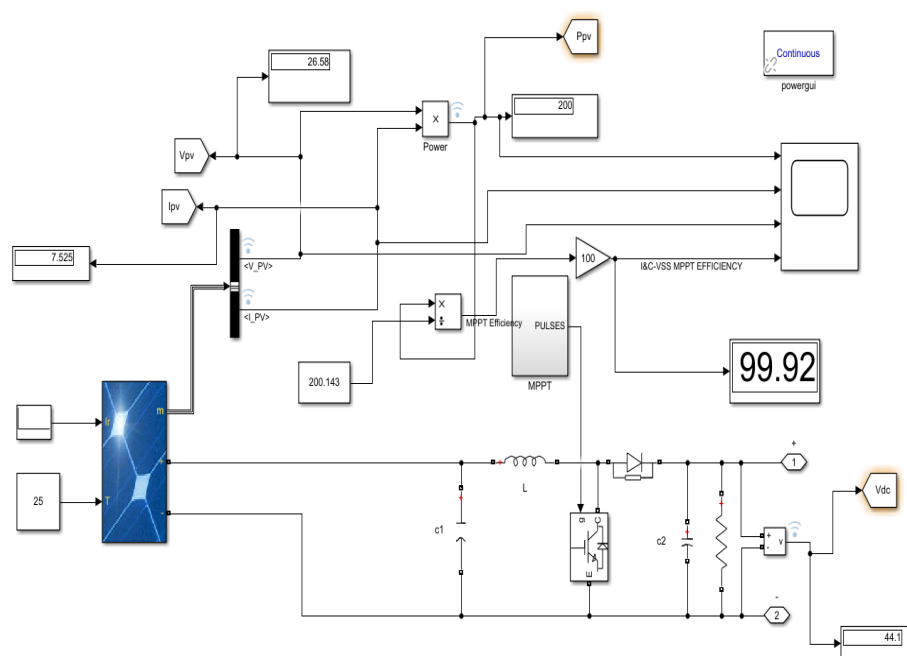 Ppv
Continuous
powergui
26.58
200
X
Power
Vpv
Ipv
7.525
<V_PV>
<I_PV>
100
I&C-VSS MPPT EFFICIENCY
X
÷
MPPT Efficiency
PULSES
MPPT
200.143
99.92
Ir
m
+
T
-
25
+
L
+
1
+
c1
g
C
E
+
c2
+
+
-
v
Vdc
-
2
44.1